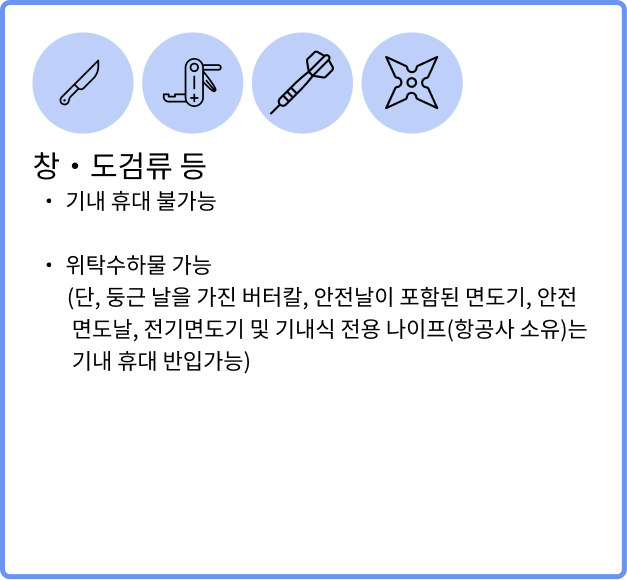 창・도검류 등
・ 기내 휴대 불가능
・ 위탁수하물 가능
(단, 둥근 날을 가진 버터칼, 안전날이 포함된 면도기, 안전
면도날, 전기면도기 및 기내식 전용 나이프(항공사 소유)는
기내 휴대 반입가능)